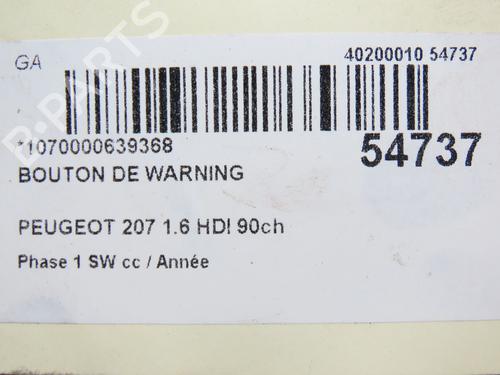 GA
40200010 54737
*1070000639368
54737
BOUTON DE WARNING
PEUGEOT 207 1.6 HDI 90ch
Phase 1 SW cc / Année
B-PARTS